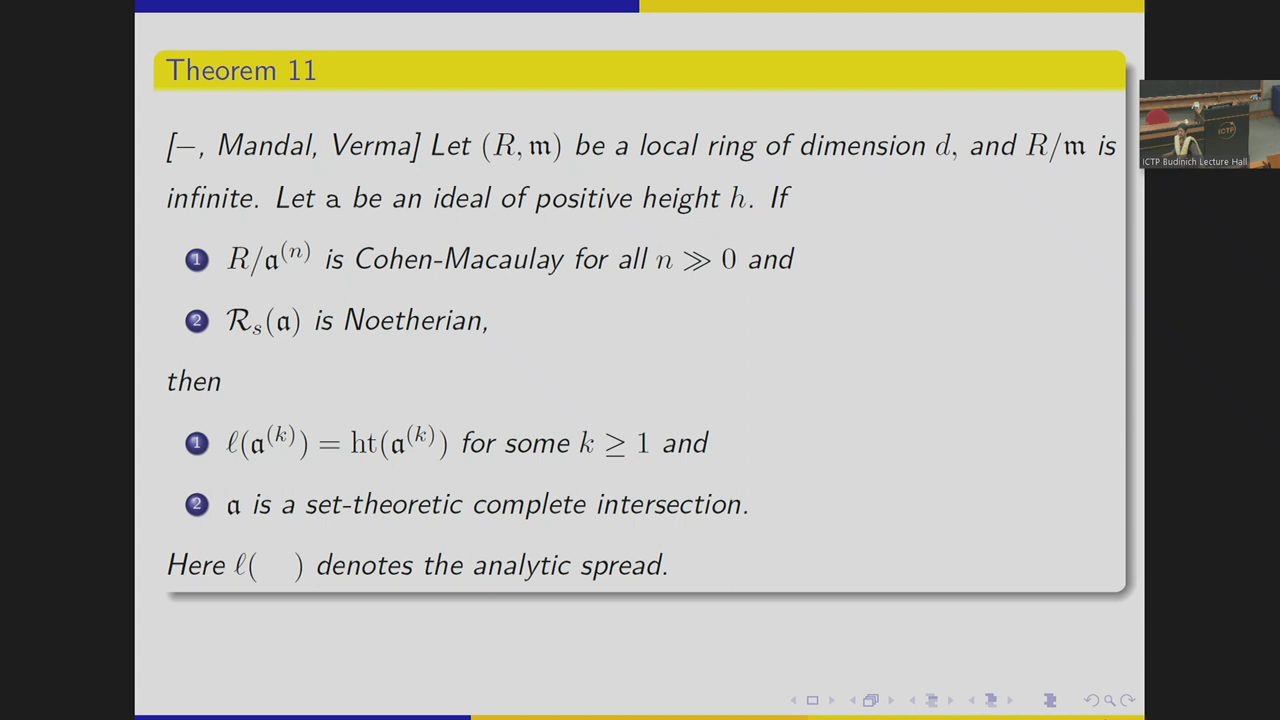 Theorem 11
[−, Mandal, Verma] Let (R, 𝔪) be a local ring of dimension d, and R/𝔪 is
infinite. Let a be an ideal of positive height h. If
1 R/𝔞⁽ⁿ⁾ is Cohen-Macaulay for all n ≫ 0 and
2 ℛₛ(𝔞) is Noetherian,
then
1 ℓ(𝔞⁽ᵏ⁾) = ht(𝔞⁽ᵏ⁾) for some k ≥ 1 and
2 𝔞 is a set-theoretic complete intersection.
Here ℓ( ) denotes the analytic spread.
ICTP
ICTP Budinich Lecture Hall